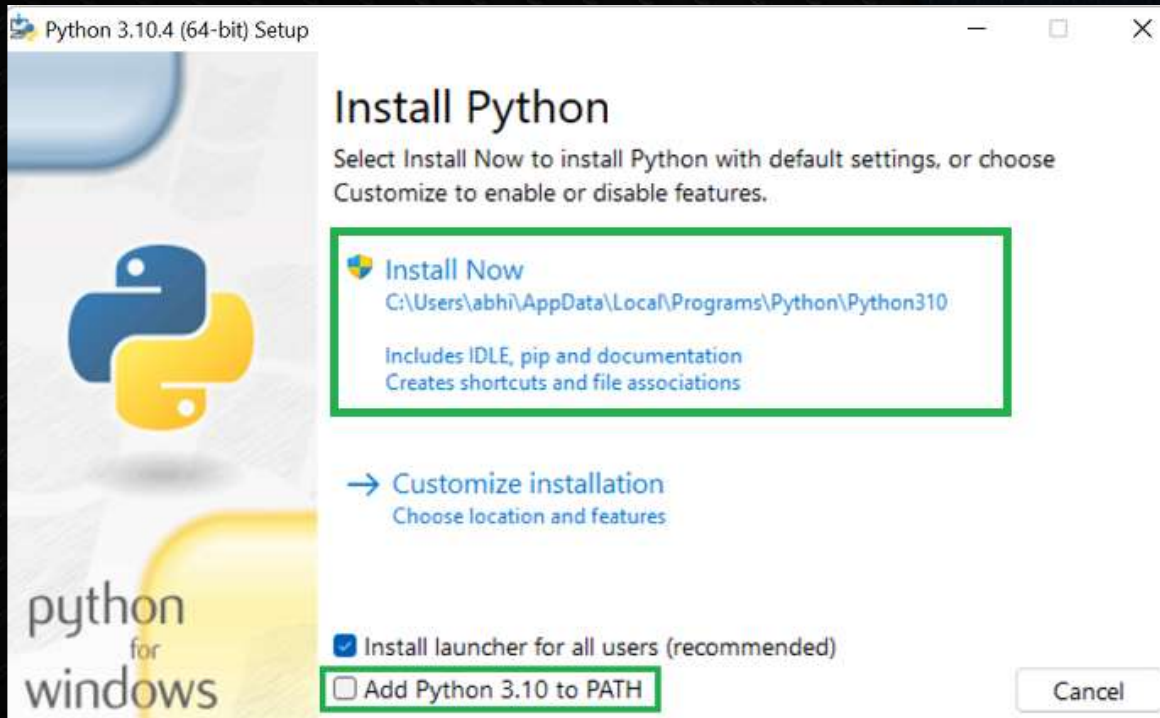 Python 3.10.4 (64-bit) Setup
Install Python
Select Install Now to install Python with default settings, or choose
Customize to enable or disable features.
Install Now
C:\Users\abhi\AppData\Local\Programs\Python\Python310
Includes IDLE, pip and documentation
Creates shortcuts and file associations
Customize installation
Choose location and features
python
for
windows
Install launcher for all users (recommended)
Add Python 3.10 to PATH
Cancel